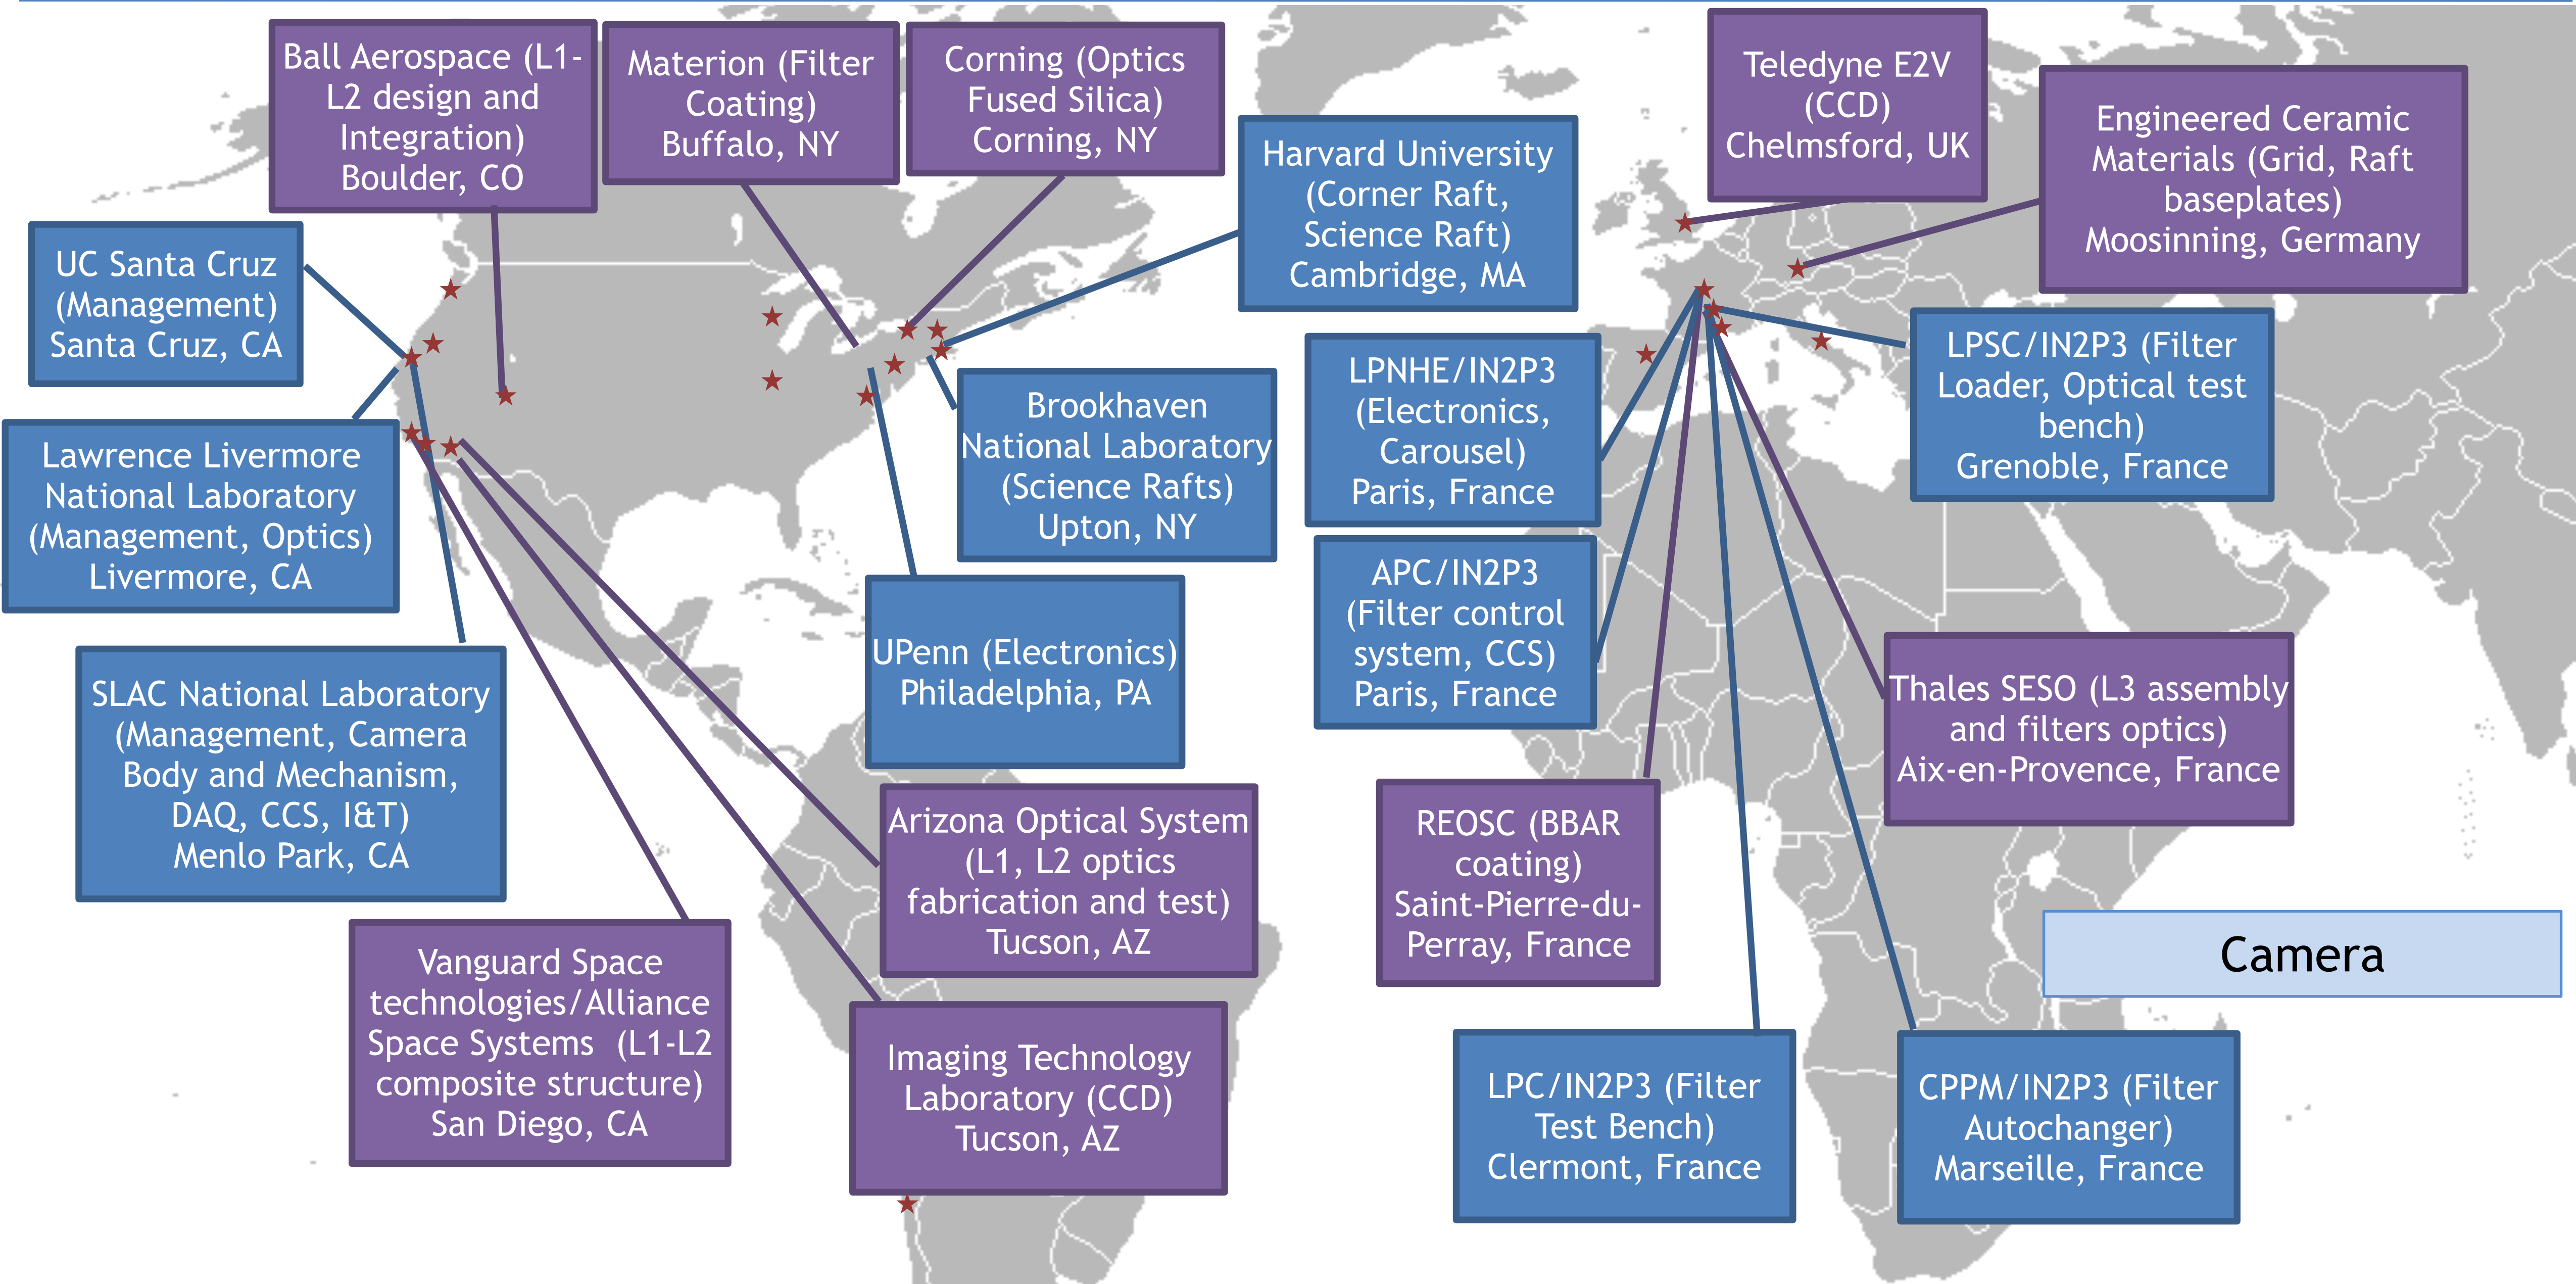 Ball Aerospace (L1-
L2 design and
Integration)
Boulder, CO
Materion (Filter
Coating)
Buffalo, NY
Corning (Optics
Fused Silica)
Corning, NY
Harvard University
(Corner Raft,
Science Raft)
Cambridge, MA
Teledyne E2V
(CCD)
Chelmsford, UK
Engineered Ceramic
Materials (Grid, Raft
baseplates)
Moosinning, Germany
UC Santa Cruz
(Management)
Santa Cruz, CA
Lawrence Livermore
National Laboratory
(Management, Optics)
Livermore, CA
Brookhaven
National Laboratory
(Science Rafts)
Upton, NY
LPNHE/IN2P3
(Electronics,
Carousel)
Paris, France
LPSC/IN2P3 (Filter
Loader, Optical test
bench)
Grenoble, France
APC/IN2P3
(Filter control
system, CCS)
Paris, France
UPenn (Electronics)
Philadelphia, PA
SLAC National Laboratory
(Management, Camera
Body and Mechanism,
DAQ, CCS, I&T)
Menlo Park, CA
Thales SESO (L3 assembly
and filters optics)
Aix-en-Provence, France
Arizona Optical System
(L1, L2 optics
fabrication and test)
Tucson, AZ
REOSC (BBAR
coating)
Saint-Pierre-du-
Perray, France
Vanguard Space
technologies/Alliance
Space Systems  (L1-L2
composite structure)
San Diego, CA
Camera
Imaging Technology
Laboratory (CCD)
Tucson, AZ
LPC/IN2P3 (Filter
Test Bench)
Clermont, France
CPPM/IN2P3 (Filter
Autochanger)
Marseille, France